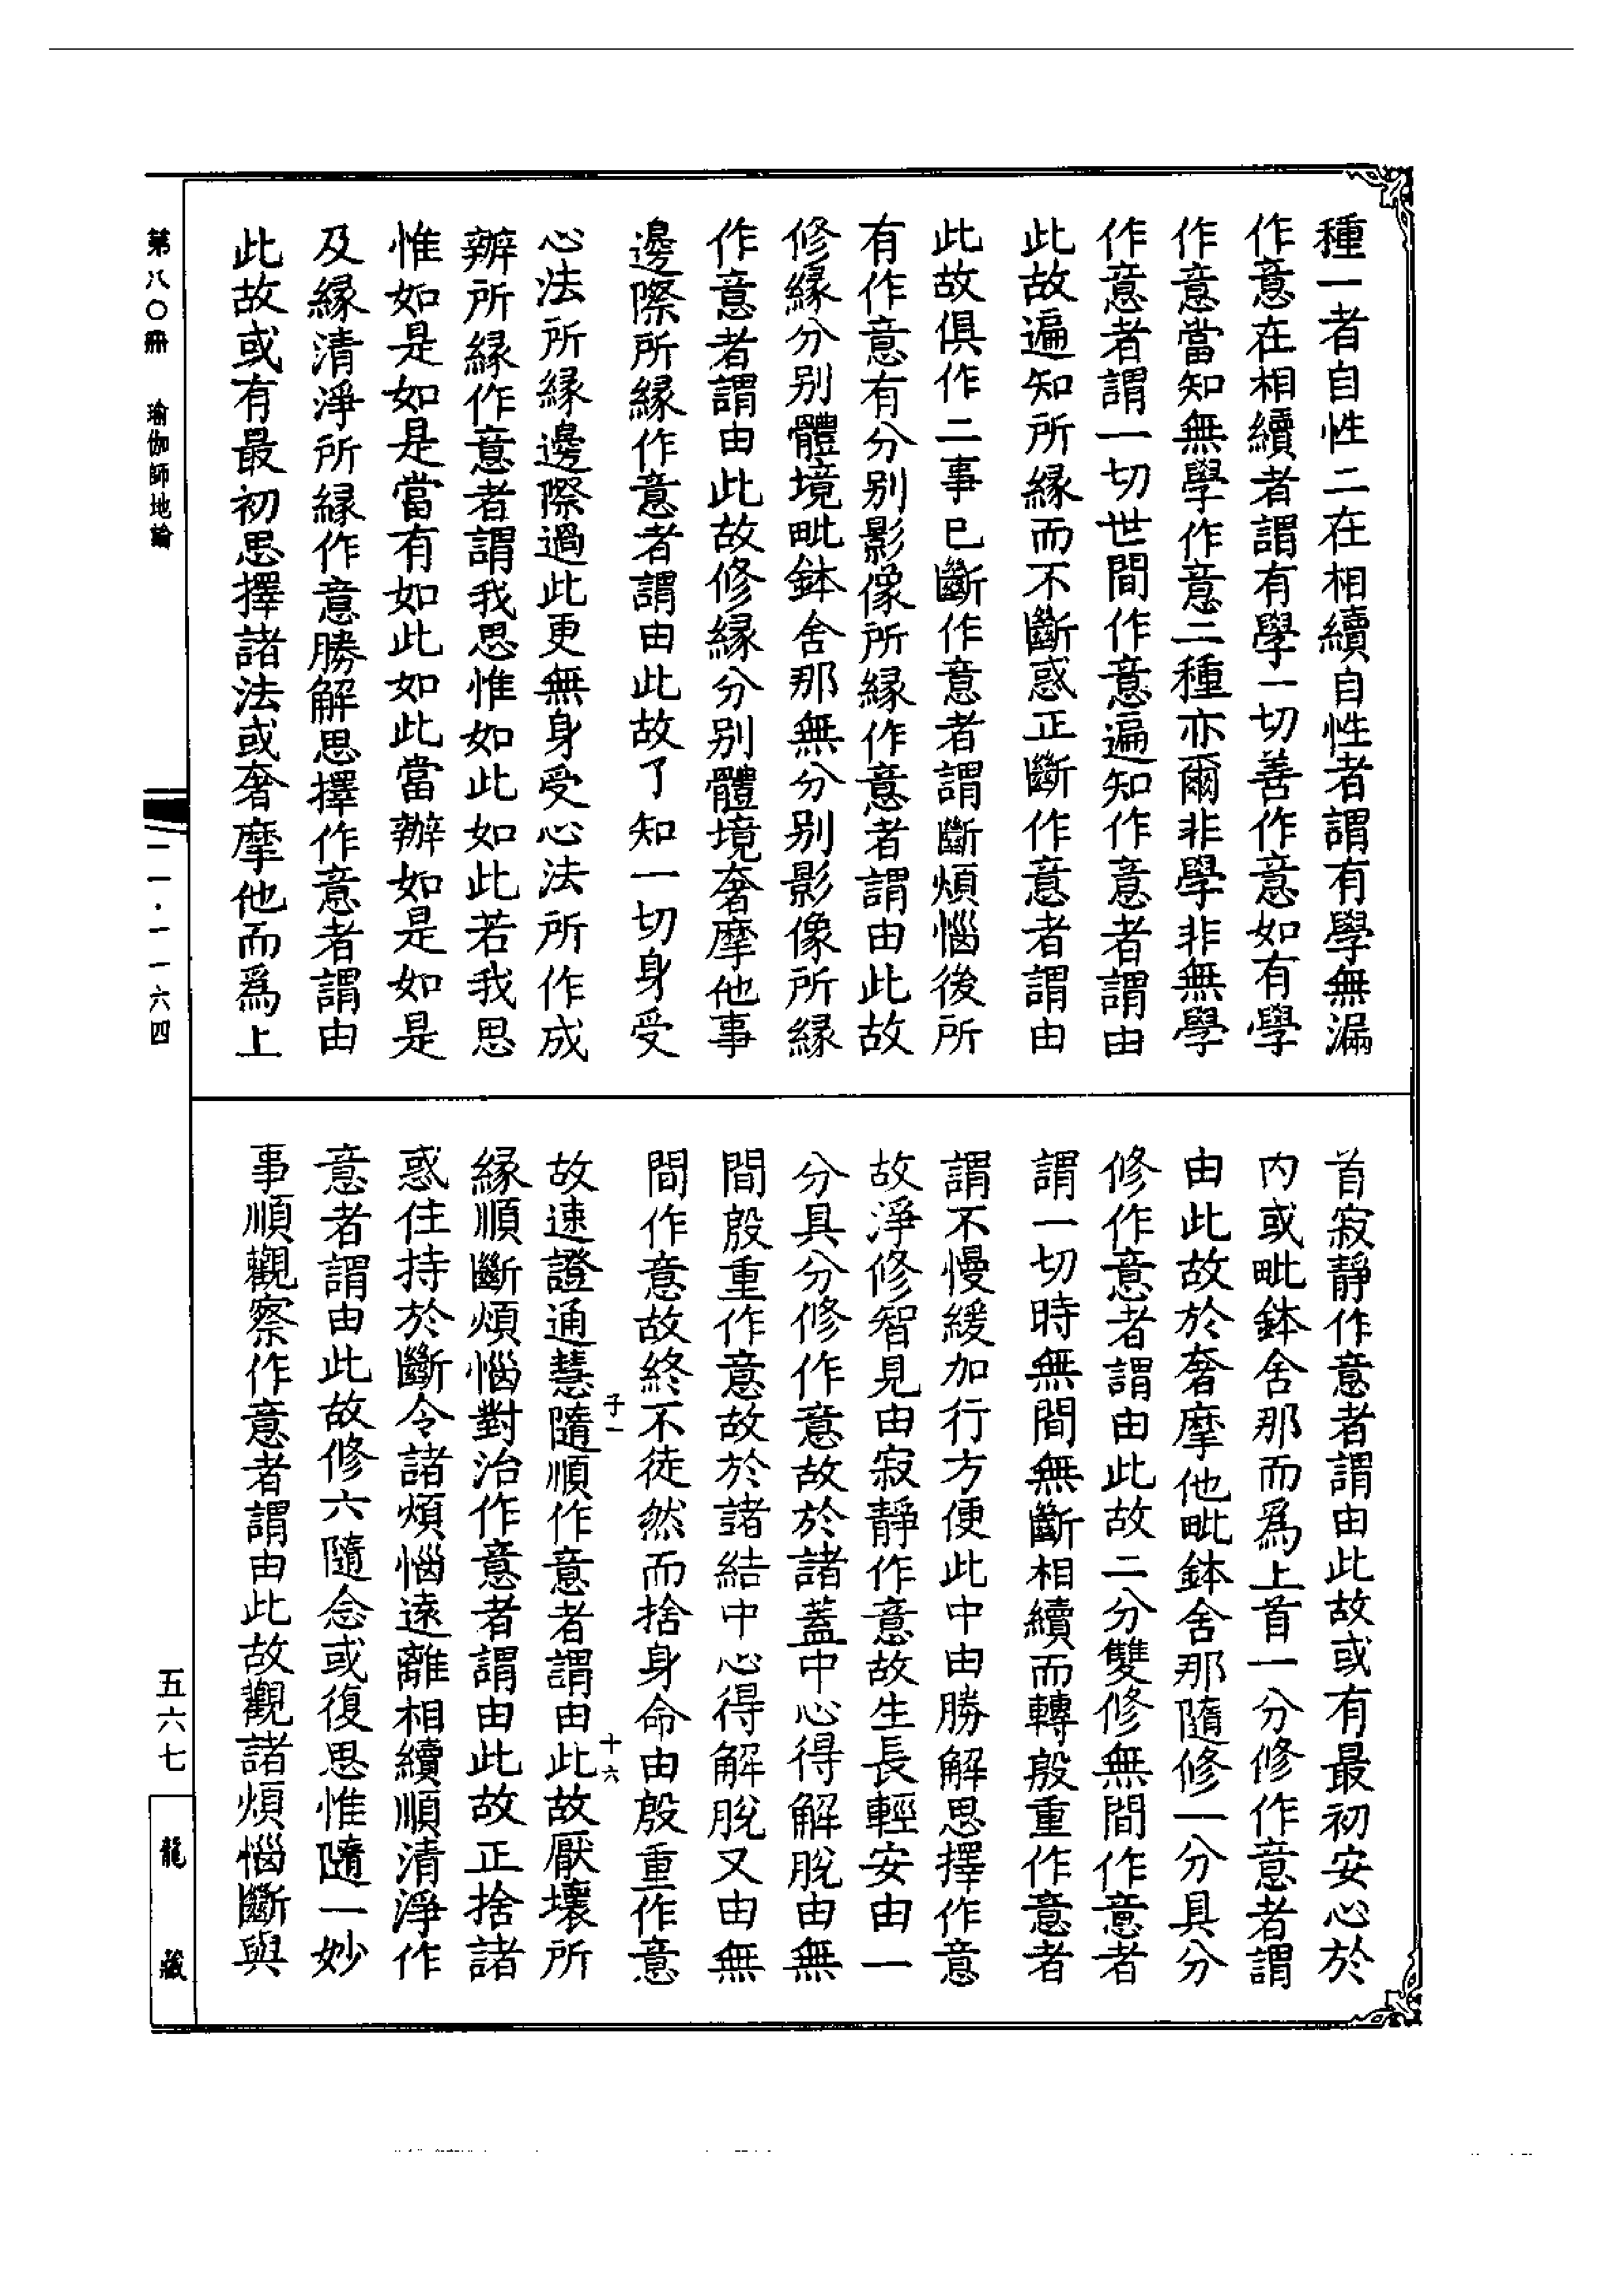 種一者自性二在相續自性者謂有學無漏
作意在相續者謂有學一切善作意如有學
作意當知無學作意二種亦爾非學非無學
作意者謂一切世間作意遍知作意者謂由
此故遍知所縁而不斷惑正斷作意者謂由
此故俱作二事已斷作意者謂斷煩惱後所
有作意有分別影像所縁作意者謂由此故
修縁分別體境毗鉢舍那無分別影像所縁
作意者謂由此故修縁分別體境奢摩他事
邊際所縁作意者謂由此故了知一切身受
心法所縁邊際過此更無身受心法所作成
辦所縁作意者謂我思惟如此如此若我思
惟如是如是當有如此如此當辦如是如是
及縁清淨所縁作意勝解思擇作意者謂由
此故或有最初思擇諸法或奢摩他而爲上
首寂靜作意者謂由此故或有最初安心於
内或毗鉢舍那而爲上首一分修作意者謂
由此故於奢摩他毗鉢舍那隨修一分具分
修作意者謂由此故二分雙修無間作意者
謂一切時無間無斷相續而轉殷重作意者
謂不慢緩加行方便此中由勝解思擇作意
故淨修智見由寂靜作意故生長輕安由一
分具分修作意故於諸蓋中心得解脫由無
間殷重作意故於諸結中心得解脫又由無
間作意故終不徒然而捨身命由殷重作意
故速證通慧隨順作意者謂由此故厭壞所
子一
十六
縁順斷煩惱對治作意者謂由此故正捨諸
惑住持於斷令諸煩惱遠離相續順清淨作
意者謂由此故修六隨念或復思惟隨一妙
事順觀察作意者謂由此故觀諸煩惱斷與
第八〇冊
瑜伽師地論
一一·一一六四
五六七
龍藏